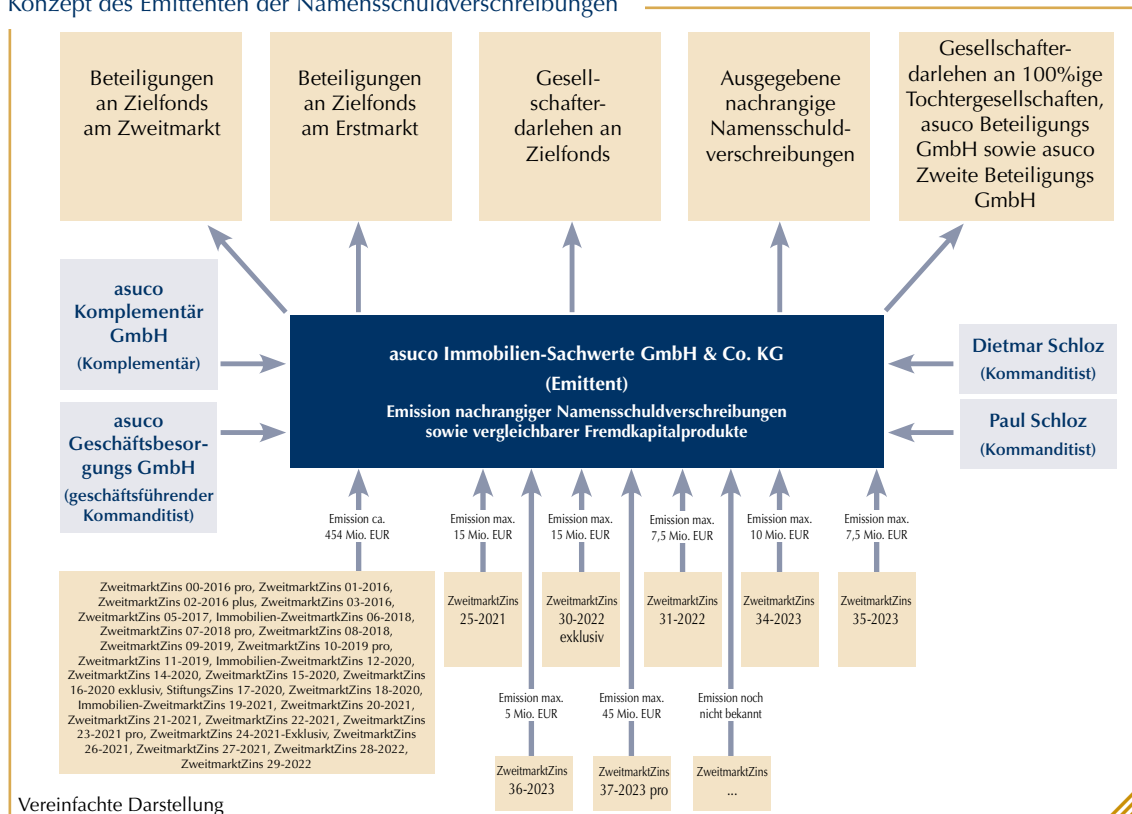 Konzept des Emittenten der Namensschuldverschreibungen
Beteiligungen
an Zielfonds
am Zweitmarkt
Beteiligungen
an Zielfonds
am Erstmarkt
Gesell-
schafter-
darlehen an
Zielfonds
Ausgegebene
nachrangige
Namensschuld-
verschreibungen
Gesellschafter-
darlehen an 100%ige
Tochtergesellschaften,
asuco Beteiligungs
GmbH sowie asuco
Zweite Beteiligungs
GmbH
asuco
Komplementär
GmbH
(Komplementär)
asuco
Geschäftsbesor-
gungs GmbH
(geschäftsführender
Kommanditist)
asuco Immobilien-Sachwerte GmbH & Co. KG
(Emittent)
Emission nachrangiger Namensschuldverschreibungen
sowie vergleichbarer Fremdkapitalprodukte
Dietmar Schloz
(Kommanditist)
Paul Schloz
(Kommanditist)
Emission ca.
454 Mio. EUR
Emission max.
15 Mio. EUR
Emission max.
15 Mio. EUR
Emission max.
7,5 Mio. EUR
Emission max.
10 Mio. EUR
Emission max.
7,5 Mio. EUR
ZweitmarktZins 00-2016 pro, ZweitmarktZins 01-2016,
ZweitmarktZins 02-2016 plus, ZweitmarktZins 03-2016,
ZweitmarktZins 05-2017, Immobilien-ZweitmartkZins 06-2018,
ZweitmarktZins 07-2018 pro, ZweitmarktZins 08-2018,
ZweitmarktZins 09-2019, ZweitmarktZins 10-2019 pro,
ZweitmarktZins 11-2019, Immobilien-ZweitmarktZins 12-2020,
ZweitmarktZins 14-2020, ZweitmarktZins 15-2020, ZweitmarktZins
16-2020 exklusiv, StiftungsZins 17-2020, ZweitmarktZins 18-2020,
Immobilien-ZweitmarktZins 19-2021, ZweitmarktZins 20-2021,
ZweitmarktZins 21-2021, ZweitmarktZins 22-2021, ZweitmarktZins
23-2021 pro, ZweitmarktZins 24-2021-Exklusiv, ZweitmarktZins
26-2021, ZweitmarktZins 27-2021, ZweitmarktZins 28-2022,
ZweitmarktZins 29-2022
ZweitmarktZins
25-2021
ZweitmarktZins
30-2022
exklusiv
ZweitmarktZins
31-2022
ZweitmarktZins
34-2023
ZweitmarktZins
35-2023
Emission max.
5 Mio. EUR
Emission max.
45 Mio. EUR
Emission noch
nicht bekannt
ZweitmarktZins
36-2023
ZweitmarktZins
37-2023 pro
ZweitmarktZins
...
Vereinfachte Darstellung